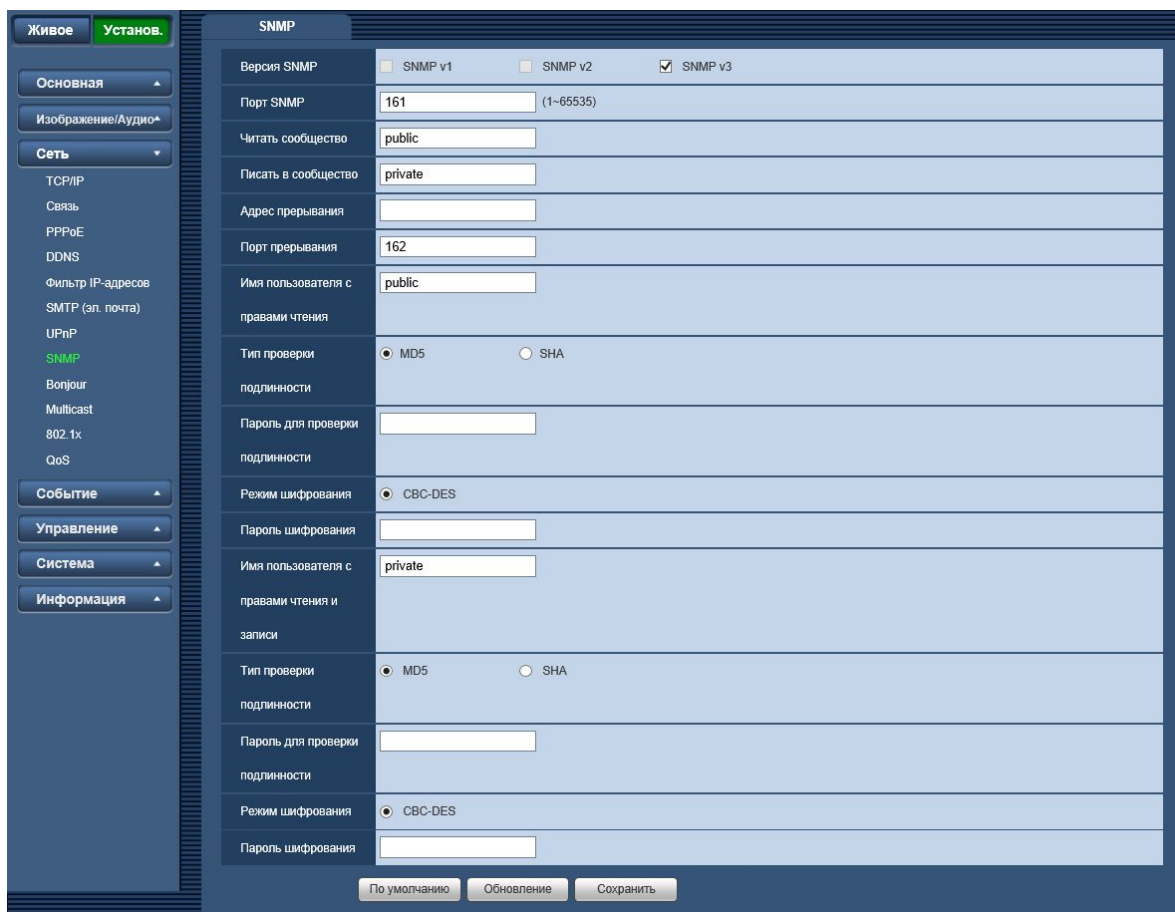 Живое
Установ.
SNMP
Основная
Изображение/Аудио
Сеть
TCP/IP
Связь
PPPoE
DDNS
Фильтр IP-адресов
SMTP (эл. почта)
UPnP
SNMP
Bonjour
Multicast
802.1x
QoS
Событие
Управление
Система
Информация
Версия SNMP
SNMP v1
SNMP v2
SNMP v3
Порт SNMP
161
(1~65535)
Читать сообщество
public
Писать в сообщество
private
Адрес прерывания
Порт прерывания
162
Имя пользователя с
правами чтения
public
Тип проверки
подлинности
MD5
SHA
Пароль для проверки
подлинности
Режим шифрования
CBC-DES
Пароль шифрования
Имя пользователя с
правами чтения и
записи
private
Тип проверки
подлинности
MD5
SHA
Пароль для проверки
подлинности
Режим шифрования
CBC-DES
Пароль шифрования
По умолчанию
Обновление
Сохранить